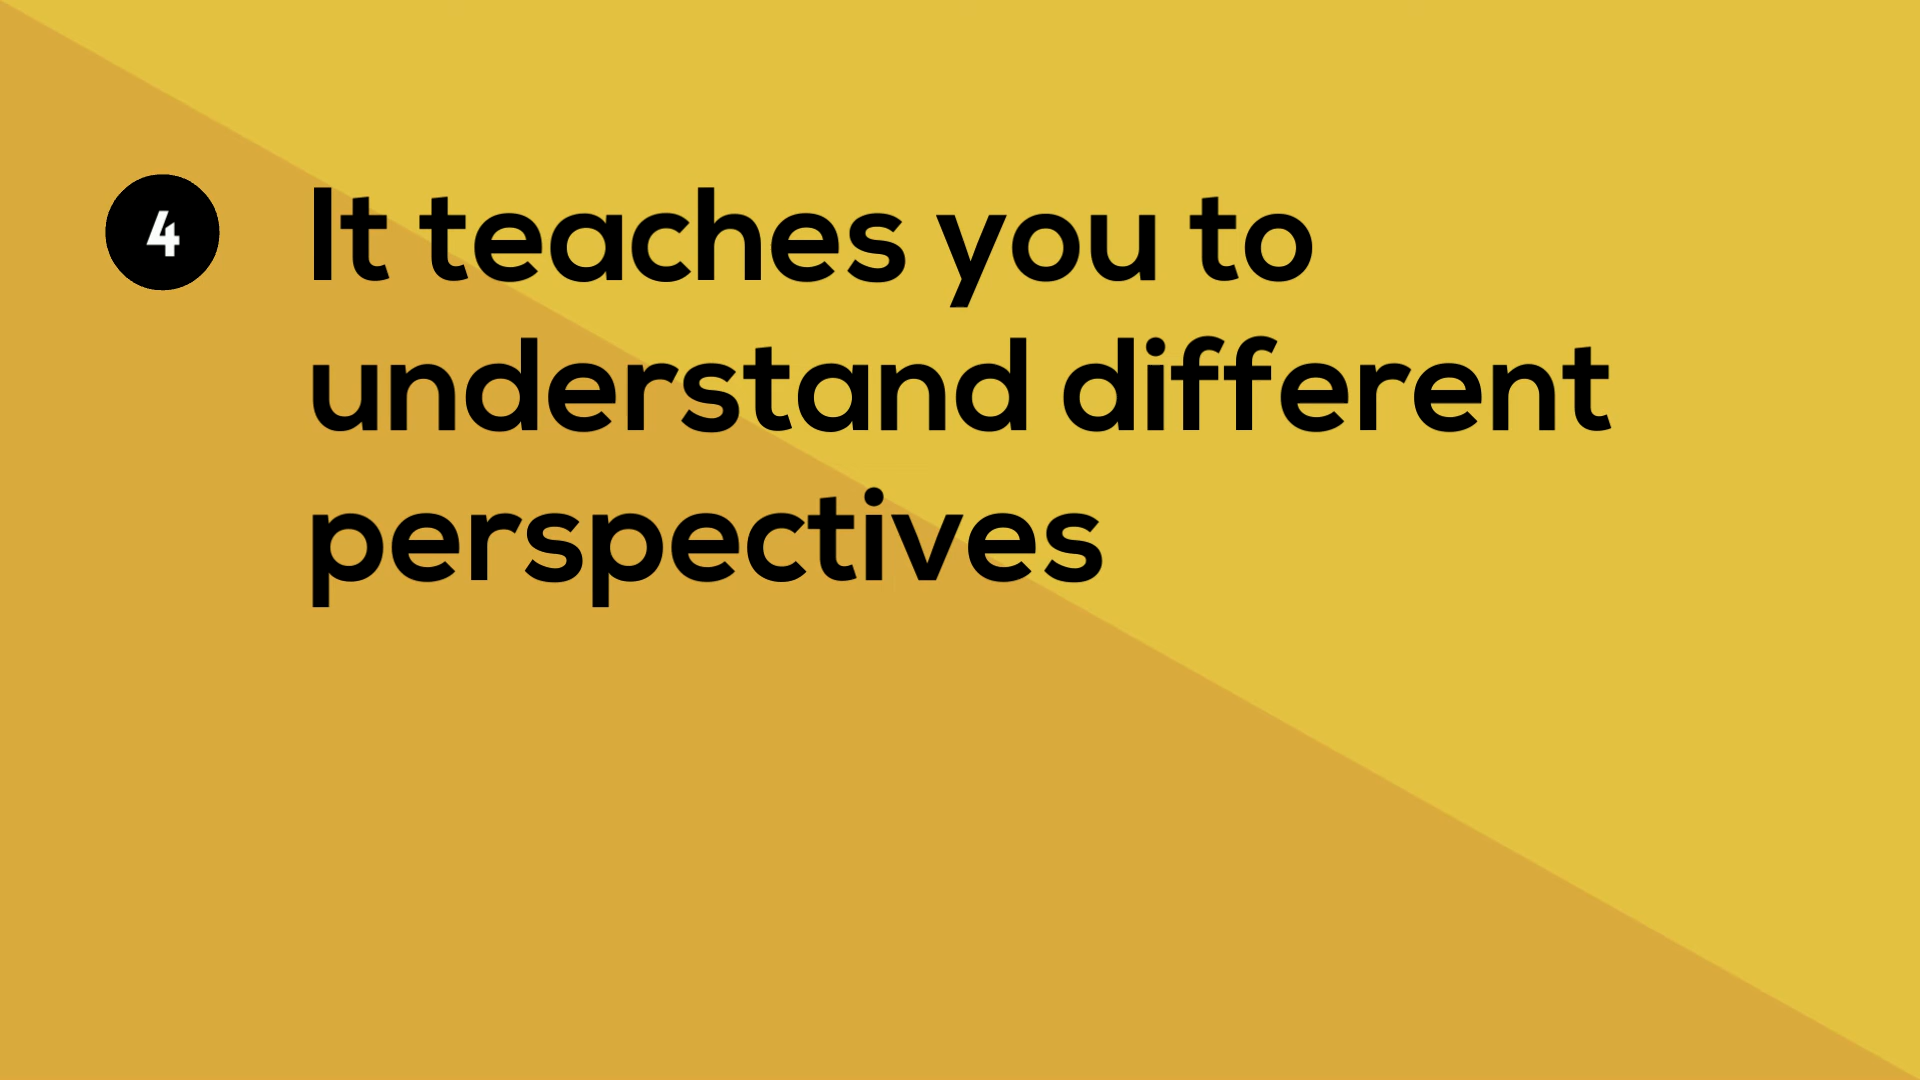 4
It teaches you to
understand different
perspectives